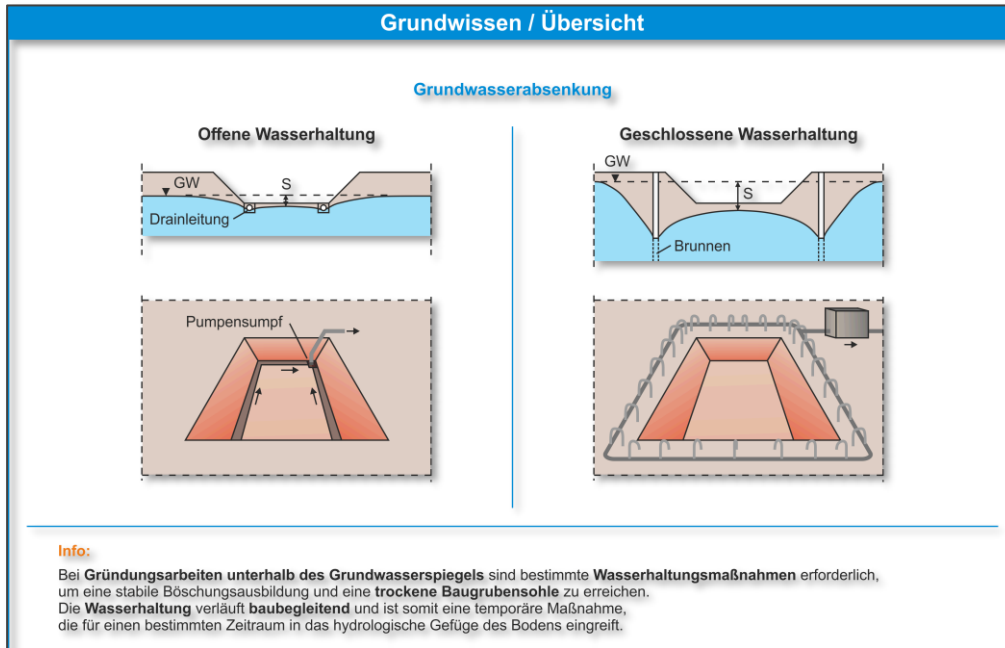 Grundwissen / Übersicht
Grundwasserabsenkung
Offene Wasserhaltung
GW
S
Drainleitung
Pumpensumpf
Geschlossene Wasserhaltung
GW
S
Brunnen
Info:
Bei Gründungsarbeiten unterhalb des Grundwasserspiegels sind bestimmte Wasserhaltungsmaßnahmen erforderlich,
um eine stabile Böschungsausbildung und eine trockene Baugrubensohle zu erreichen.
Die Wasserhaltung verläuft baubegleitend und ist somit eine temporäre Maßnahme,
die für einen bestimmten Zeitraum in das hydrologische Gefüge des Bodens eingreift.